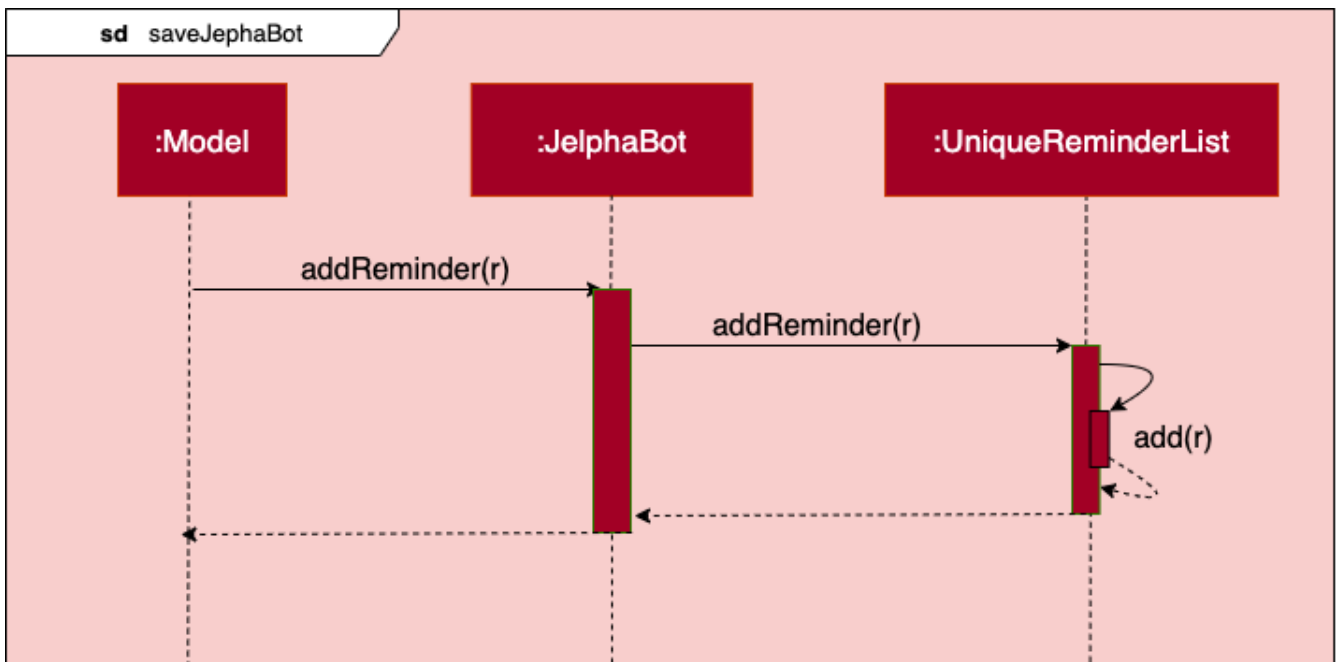 sd saveJephaBot
:Model
:JelphaBot
:UniqueReminderList
addReminder(r)
addReminder(r)
add(r)